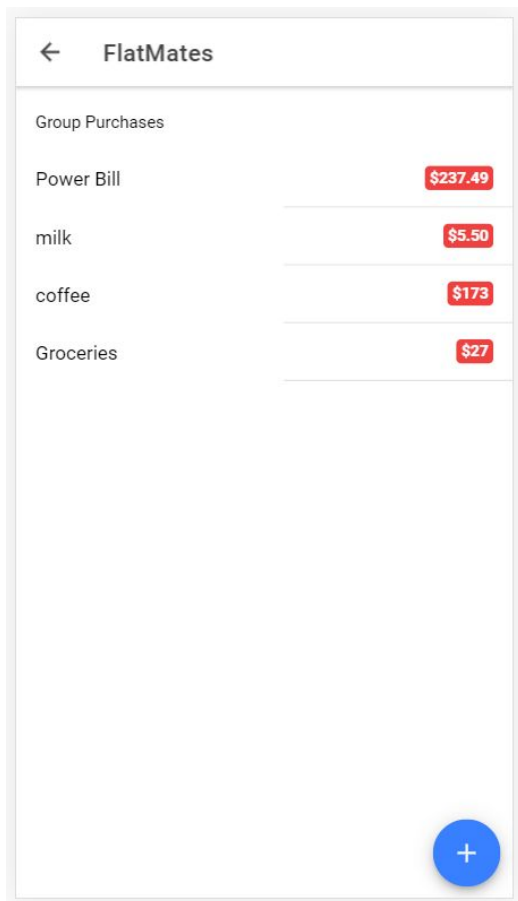 FlatMates
Group Purchases
Power Bill $237.49
milk $5.50
coffee $173
Groceries $27